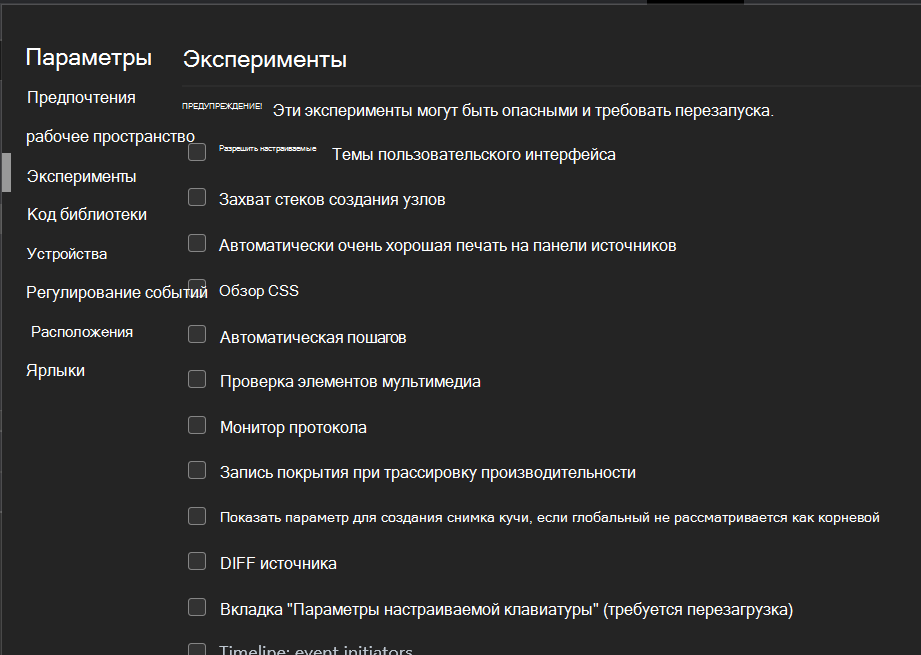 Параметры
Предпочтения
рабочее пространство
Эксперименты
Код библиотеки
Устройства
Регулирование событий
Расположения
Ярлыки
Эксперименты
ПРЕДУПРЕЖДЕНИЕ! Эти эксперименты могут быть опасными и требовать перезапуска.
Разрешить настраиваемые Темы пользовательского интерфейса
Захват стеков создания узлов
Автоматически очень хорошая печать на панели источников
Обзор CSS
Автоматическая пошагов
Проверка элементов мультимедиа
Монитор протокола
Запись покрытия при трассировку производительности
Показать параметр для создания снимка кучи, если глобальный не рассматривается как корневой
DIFF источника
Вкладка "Параметры настраиваемой клавиатуры" (требуется перезагрузка)
Timeline: event initiators